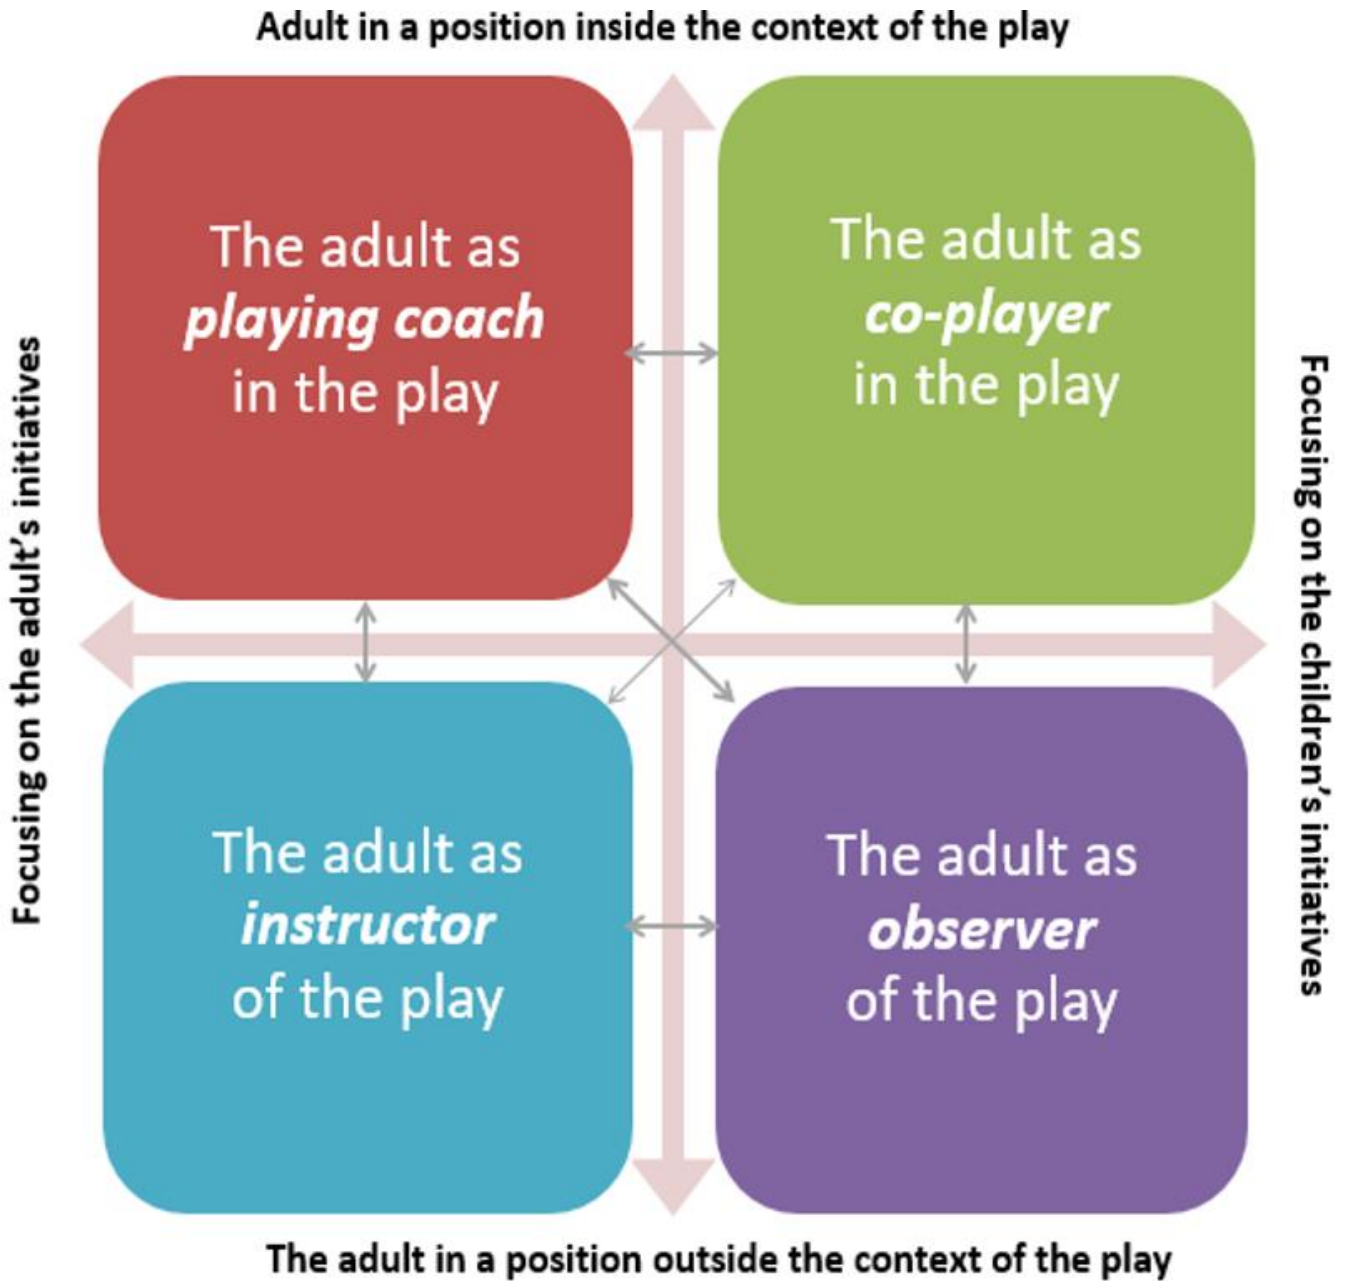 Adult in a position inside the context of the play
The adult as
playing coach
in the play
The adult as
co-player
in the play
Focusing on the adult's initiatives
Focusing on the children's initiatives
The adult as
instructor
of the play
The adult as
observer
of the play
The adult in a position outside the context of the play